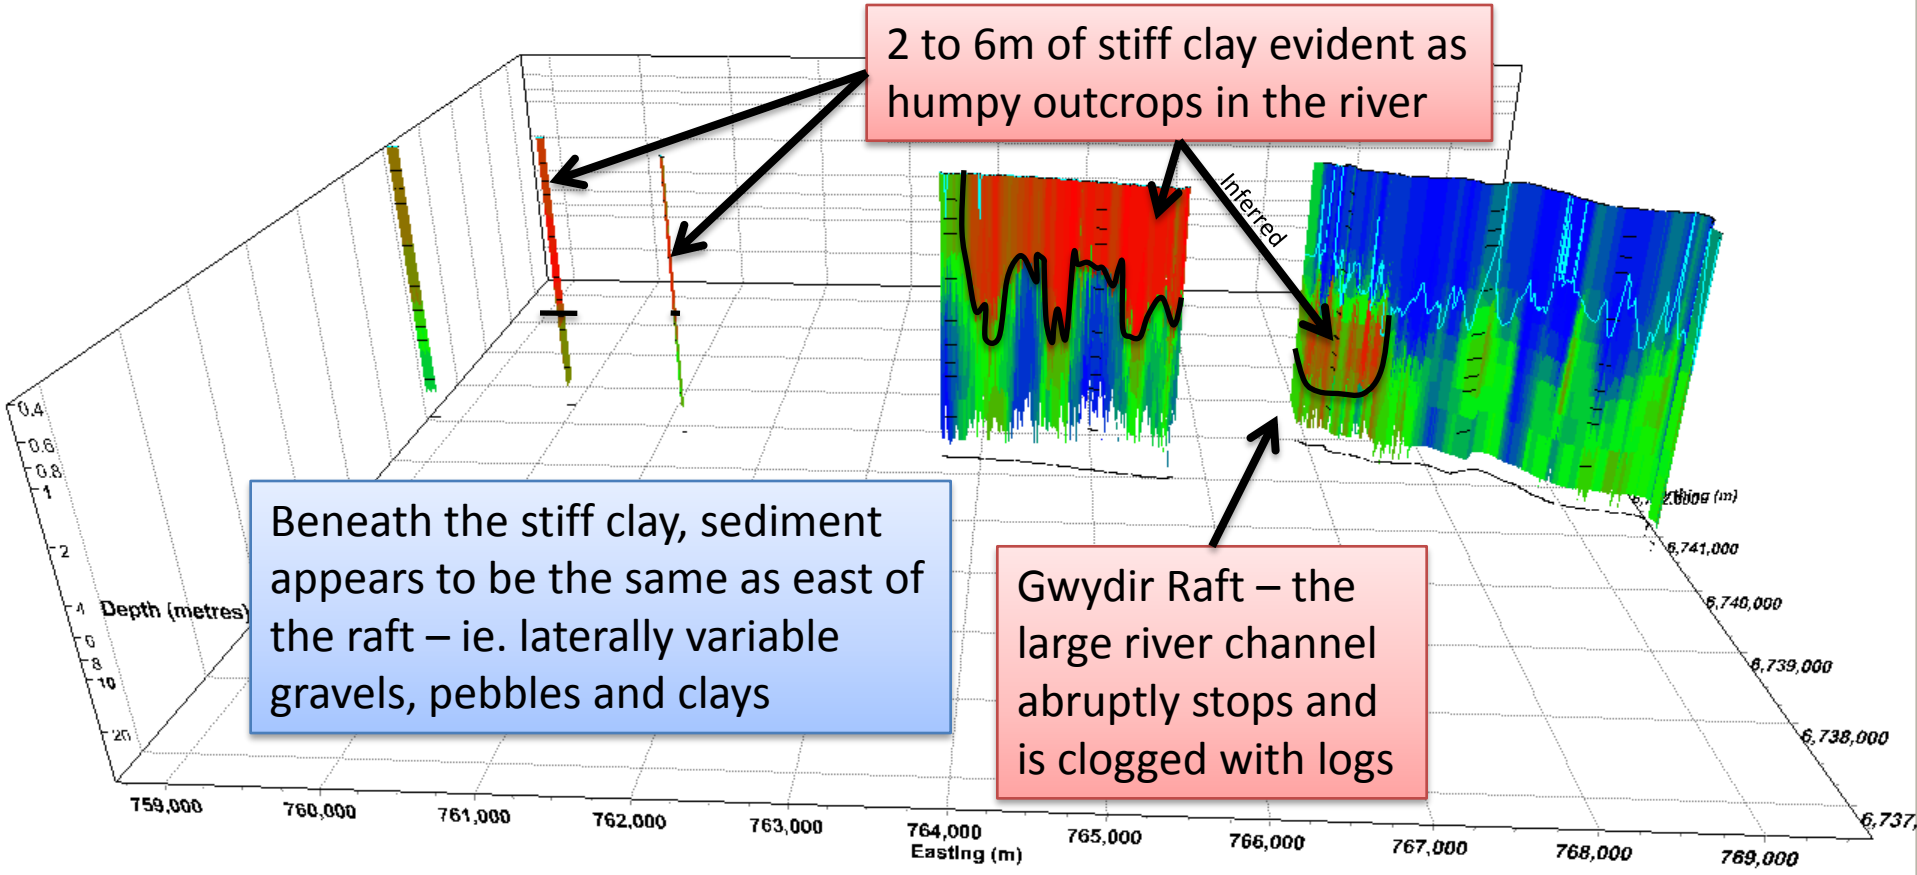 2 to 6m of stiff clay evident as
humpy outcrops in the river
Inferred
Beneath the stiff clay, sediment
appears to be the same as east of
the raft – ie. laterally variable
gravels, pebbles and clays
Gwydir Raft – the
large river channel
abruptly stops and
is clogged with logs
0.4
0.6
0.8
1
2
4
6
8
10
20
Depth (metres)
759,000
760,000
761,000
762,000
763,000
764,000
765,000
766,000
767,000
768,000
769,000
Easting (m)
6,741,000
6,740,000
6,739,000
6,738,000
6,737,